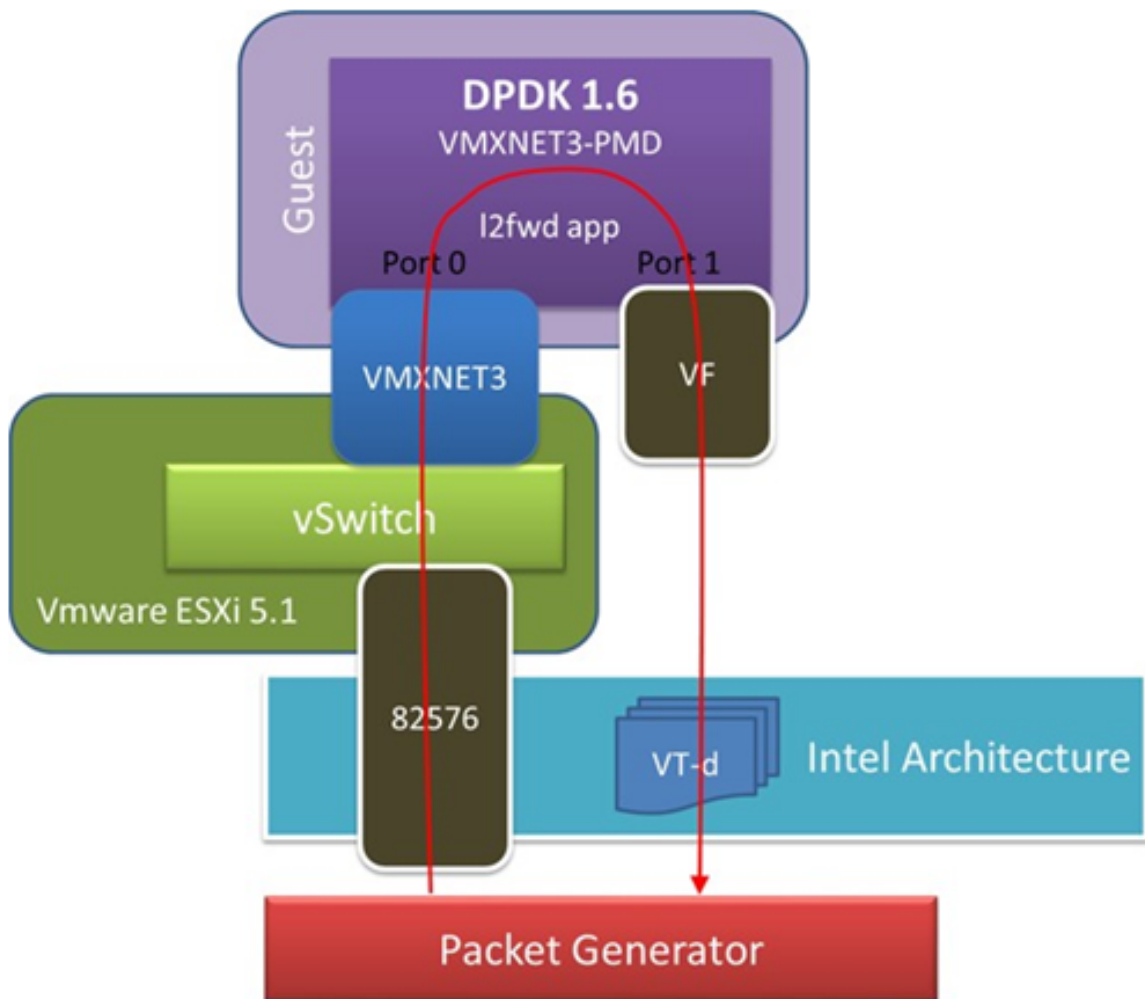 DPDK 1.6
VMXNET3-PMD
Guest
l2fwd app
Port 0
Port 1
VMXNET3
VF
vSwitch
Vmware ESXi 5.1
82576
VT-d
Intel Architecture
Packet Generator